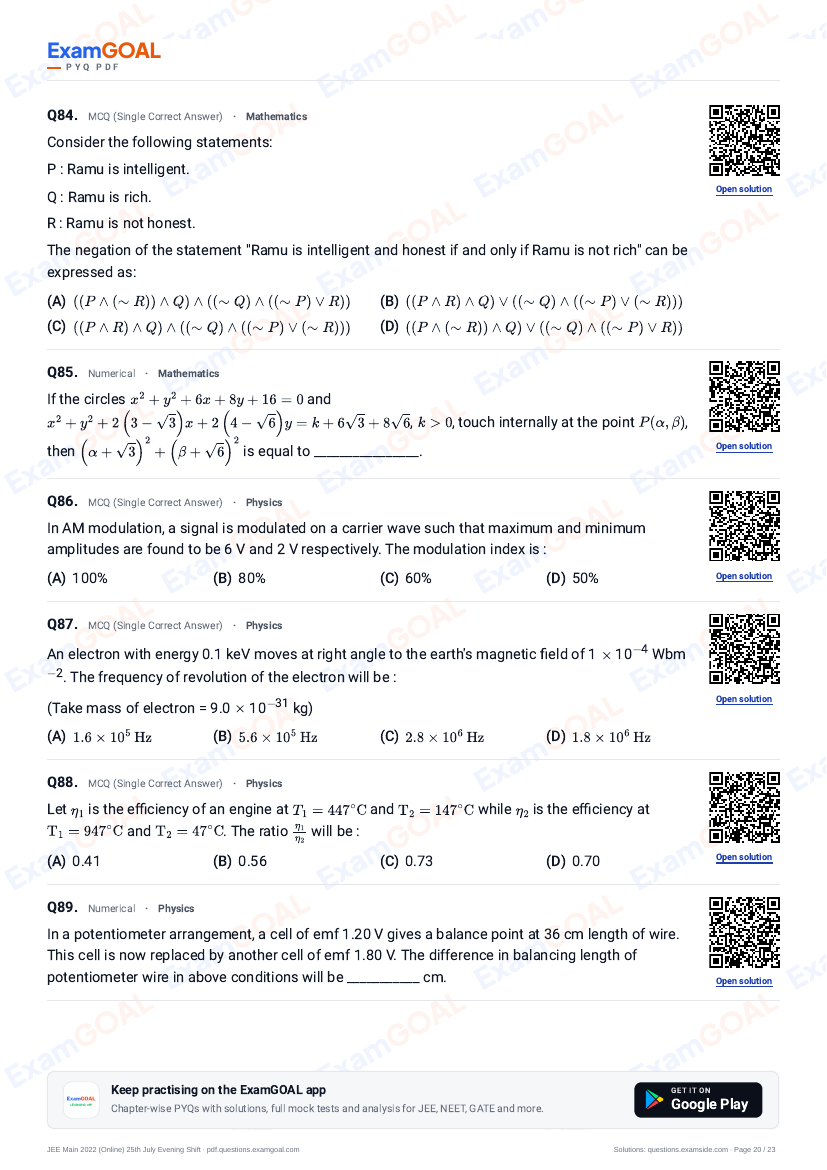 ExamGOAL
PYQ PDF
Q84. MCQ (Single Correct Answer) · Mathematics
Consider the following statements:
P : Ramu is intelligent.
Q : Ramu is rich.
R : Ramu is not honest.
The negation of the statement "Ramu is intelligent and honest if and only if Ramu is not rich" can be
expressed as:
(A) ((P ∧ (∼ R)) ∧ Q) ∧ ((∼ Q) ∧ ((∼ P) ∨ R)) (B) ((P ∧ R) ∧ Q) ∨ ((∼ Q) ∧ ((∼ P) ∨ (∼ R)))
(C) ((P ∧ R) ∧ Q) ∧ ((∼ Q) ∧ ((∼ P) ∨ (∼ R))) (D) ((P ∧ (∼ R)) ∧ Q) ∨ ((∼ Q) ∧ ((∼ P) ∨ R))
Open solution
Q85. Numerical · Mathematics
If the circles x² + y² + 6x + 8y + 16 = 0 and
x² + y² + 2(3 − √3)x + 2(4 − √6)y = k + 6√3 + 8√6, k > 0, touch internally at the point P(α, β),
then (α + √3)² + (β + √6)² is equal to ______________.
Open solution
Q86. MCQ (Single Correct Answer) · Physics
In AM modulation, a signal is modulated on a carrier wave such that maximum and minimum
amplitudes are found to be 6 V and 2 V respectively. The modulation index is :
(A) 100% (B) 80% (C) 60% (D) 50%
Open solution
Q87. MCQ (Single Correct Answer) · Physics
An electron with energy 0.1 keV moves at right angle to the earth's magnetic field of 1 × 10⁻⁴ Wbm
⁻². The frequency of revolution of the electron will be :
(Take mass of electron = 9.0 × 10⁻³¹ kg)
(A) 1.6 × 10⁵ Hz (B) 5.6 × 10⁵ Hz (C) 2.8 × 10⁶ Hz (D) 1.8 × 10⁶ Hz
Open solution
Q88. MCQ (Single Correct Answer) · Physics
Let η₁ is the efficiency of an engine at T₁ = 447°C and T₂ = 147°C while η₂ is the efficiency at
T₁ = 947°C and T₂ = 47°C. The ratio η₁/η₂ will be :
(A) 0.41 (B) 0.56 (C) 0.73 (D) 0.70
Open solution
Q89. Numerical · Physics
In a potentiometer arrangement, a cell of emf 1.20 V gives a balance point at 36 cm length of wire.
This cell is now replaced by another cell of emf 1.80 V. The difference in balancing length of
potentiometer wire in above conditions will be __________ cm.
Open solution
Keep practising on the ExamGOAL app
Chapter-wise PYQs with solutions, full mock tests and analysis for JEE, NEET, GATE and more.
GET IT ON
Google Play
JEE Main 2022 (Online) 25th July Evening Shift · pdf.questions.examgoal.com
Solutions: questions.examside.com · Page 20 / 23